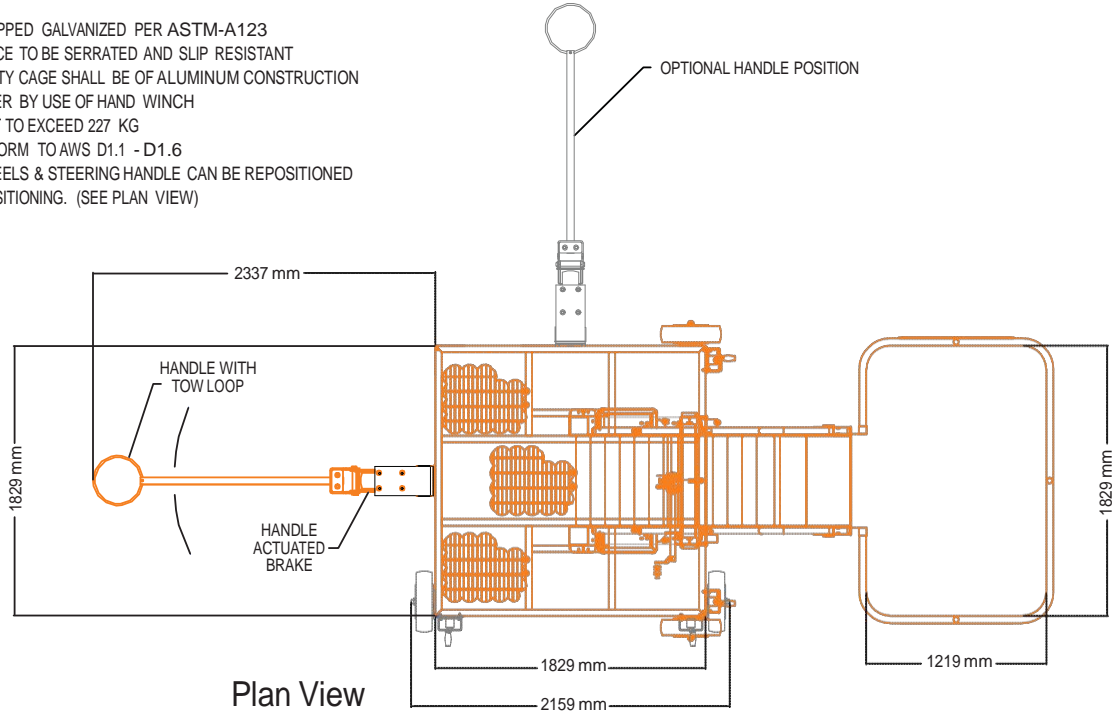 PPED GALVANIZED PER ASTM-A123
CE TO BE SERRATED AND SLIP RESISTANT
TY CAGE SHALL BE OF ALUMINUM CONSTRUCTION
ER BY USE OF HAND WINCH
T TO EXCEED 227 KG
ORM TO AWS D1.1 - D1.6
EELS & STEERING HANDLE CAN BE REPOSITIONED
SITIONING. (SEE PLAN VIEW)
OPTIONAL HANDLE POSITION
2337 mm
HANDLE WITH
TOW LOOP
1829 mm
HANDLE
ACTUATED
BRAKE
1829 mm
1829 mm
1219 mm
2159 mm
Plan View